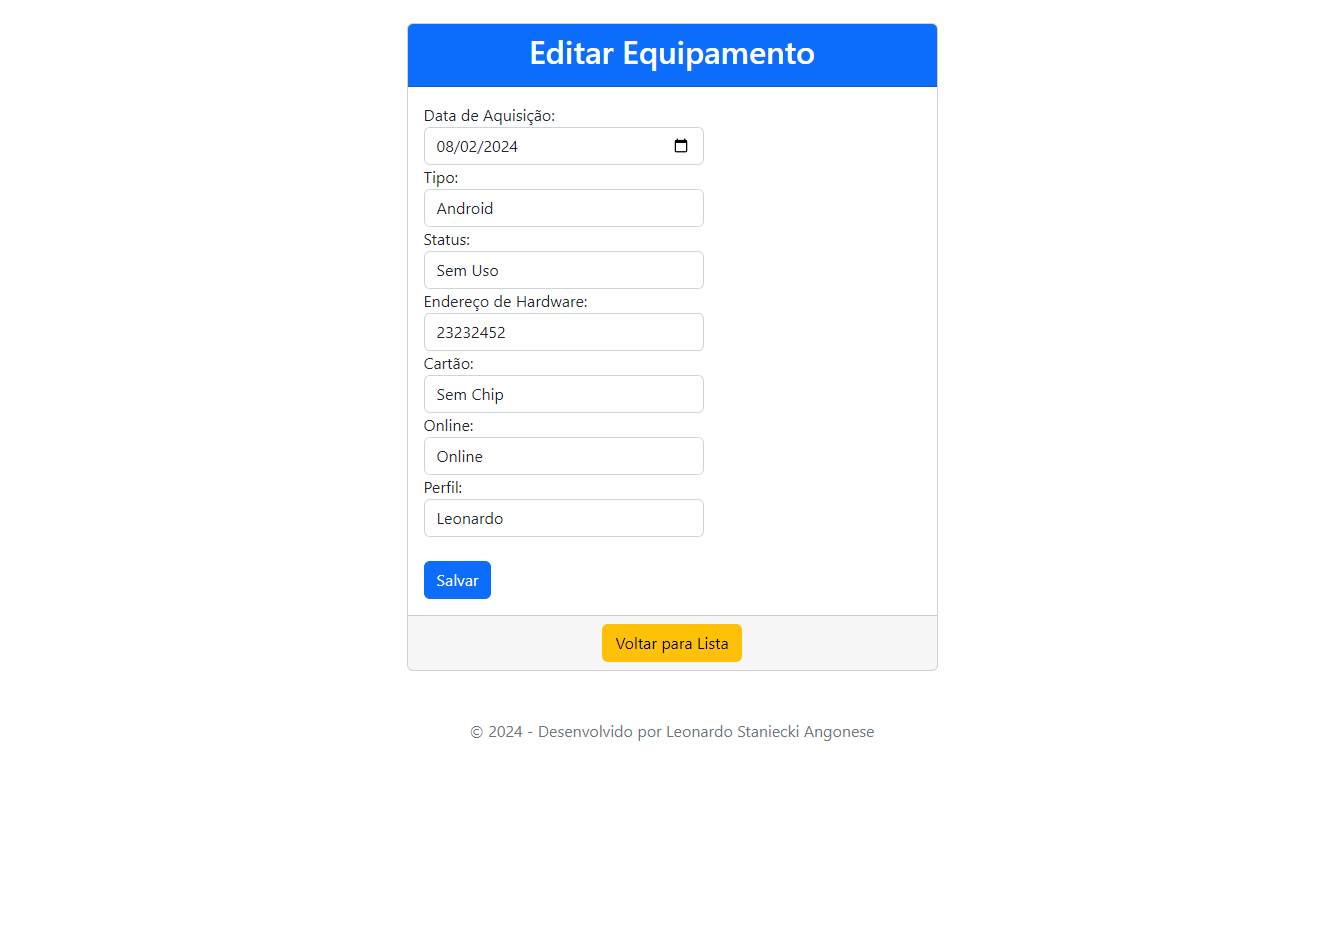 Editar Equipamento
Data de Aquisição:
08/02/2024
Tipo:
Android
Status:
Sem Uso
Endereço de Hardware:
23232452
Cartão:
Sem Chip
Online:
Online
Perfil:
Leonardo
Salvar
Voltar para Lista
© 2024 - Desenvolvido por Leonardo Staniecki Angonese